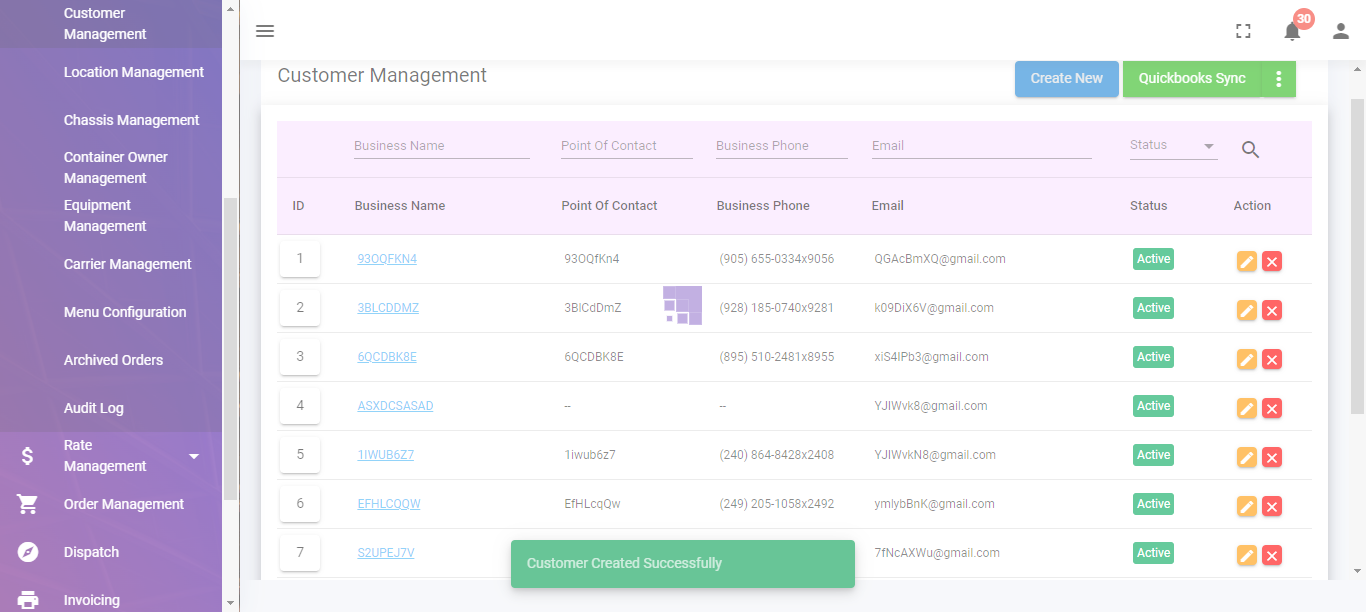 Customer
Management
Location Management
Chassis Management
Container Owner
Management
Equipment
Management
Carrier Management
Menu Configuration
Archived Orders
Audit Log
Rate
Management
Order Management
Dispatch
Invoicing
30
Customer Management
Create New
Quickbooks Sync
Business Name Point Of Contact Business Phone Email Status
ID Business Name Point Of Contact Business Phone Email Status Action
1 93OQFKN4 93OQfKn4 (905) 655-0334x9056 QGAcBmXQ@gmail.com Active
2 3BLCDDMZ 3BlCdDmZ (928) 185-0740x9281 k09DiX6V@gmail.com Active
3 6QCDBK8E 6QCDBK8E (895) 510-2481x8955 xiS4IPb3@gmail.com Active
4 ASXDCSASAD -- -- YJIWvk8@gmail.com Active
5 1IWUB6Z7 1iwub6z7 (240) 864-8428x2408 YJIWvkN8@gmail.com Active
6 EFHLCQQW EfHLcqQw (249) 205-1058x2492 ymlybBnK@gmail.com Active
7 S2UPEJ7V 7fNcAXWu@gmail.com Active
Customer Created Successfully